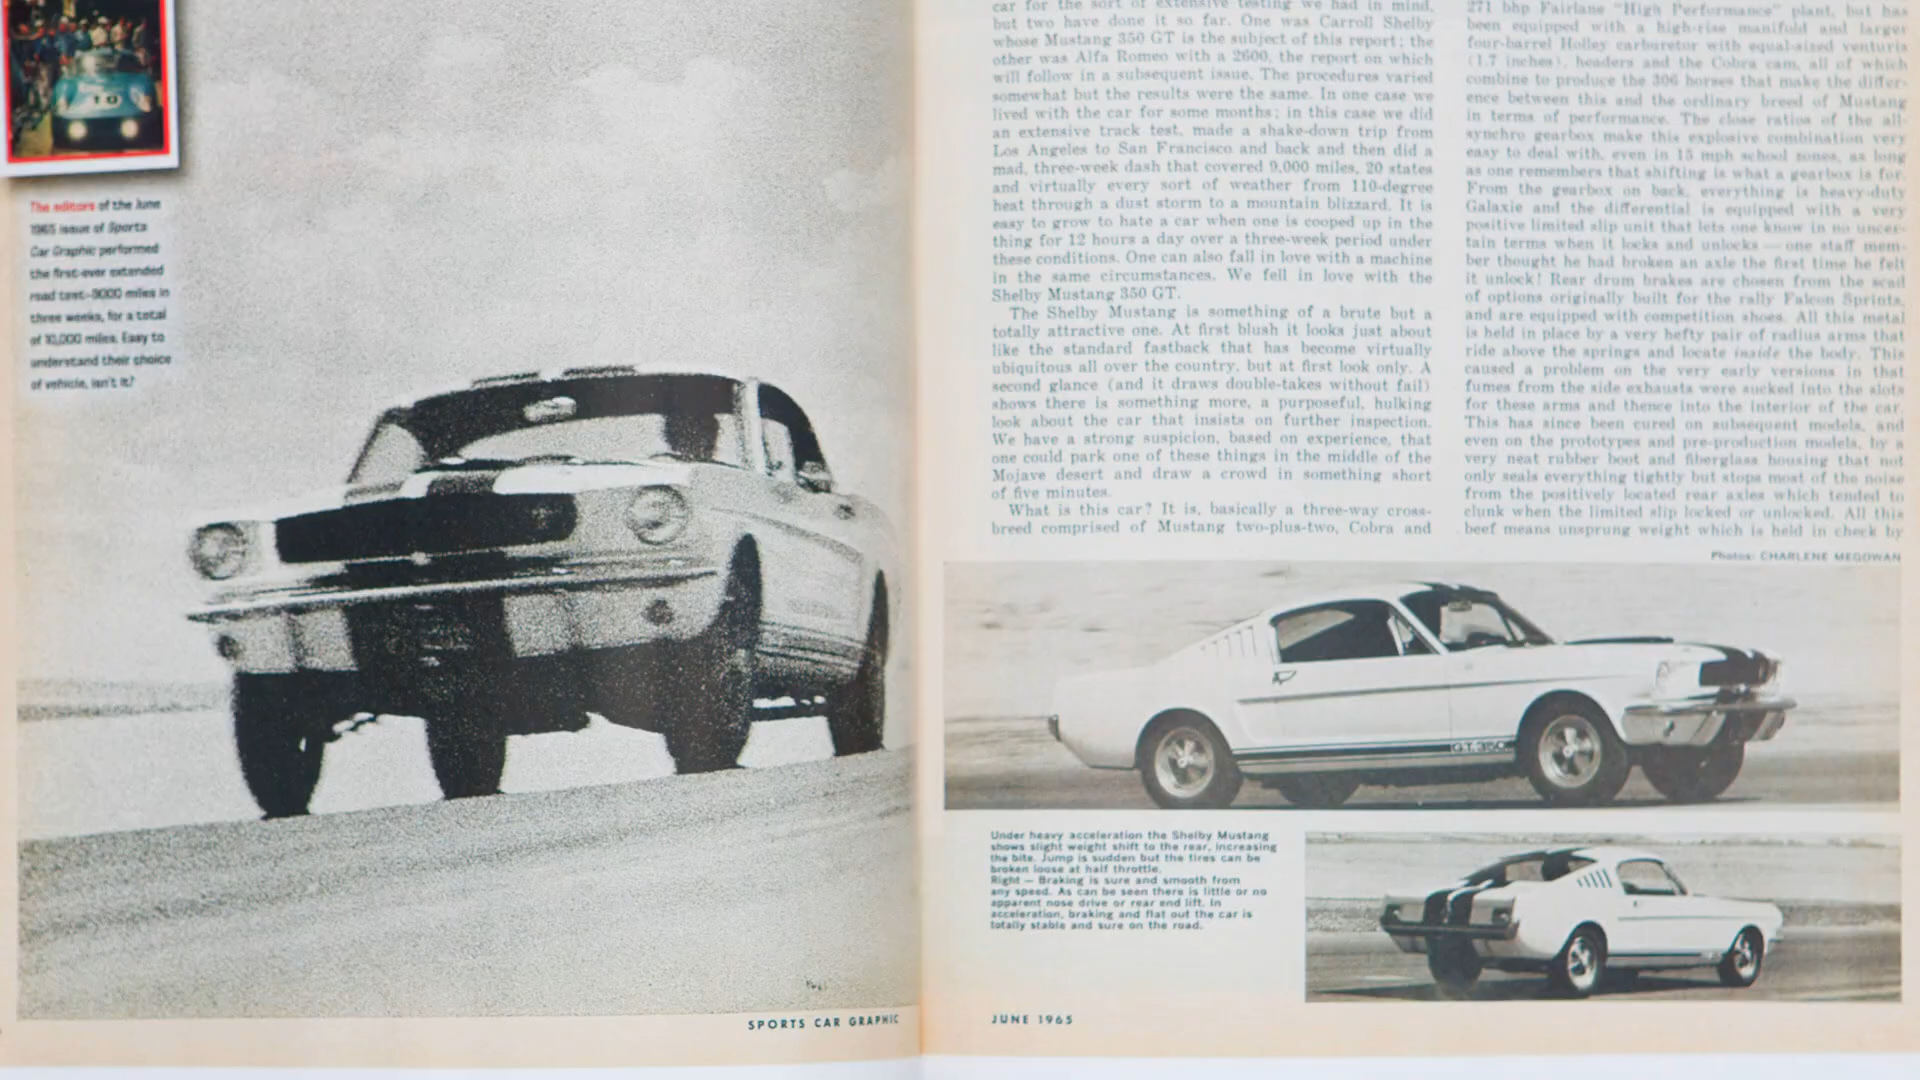 10
The editors of the June
1965 issue of Sports
Car Graphic performed
the first-ever extended
road test—9000 miles in
three weeks, for a total
of 10,000 miles. Easy to
understand their choice
of vehicle, isn't it?
SPORTS CAR GRAPHIC
car for the sort of extensive testing we had in mind,
but two have done it so far. One was Carroll Shelby
whose Mustang 350 GT is the subject of this report; the
other was Alfa Romeo with a 2600, the report on which
will follow in a subsequent issue. The procedures varied
somewhat but the results were the same. In one case we
lived with the car for some months; in this case we did
an extensive track test, made a shake-down trip from
Los Angeles to San Francisco and back and then did a
mad, three-week dash that covered 9,000 miles, 20 states
and virtually every sort of weather from 110-degree
heat through a dust storm to a mountain blizzard. It is
easy to grow to hate a car when one is cooped up in the
thing for 12 hours a day over a three-week period under
these conditions. One can also fall in love with a machine
in the same circumstances. We fell in love with the
Shelby Mustang 350 GT.
The Shelby Mustang is something of a brute but a
totally attractive one. At first blush it looks just about
like the standard fastback that has become virtually
ubiquitous all over the country, but at first look only. A
second glance (and it draws double-takes without fail)
shows there is something more, a purposeful, hulking
look about the car that insists on further inspection.
We have a strong suspicion, based on experience, that
one could park one of these things in the middle of the
Mojave desert and draw a crowd in something short
of five minutes.
What is this car? It is, basically a three-way cross-
breed comprised of Mustang two-plus-two, Cobra and
271 bhp Fairlane "High Performance" plant, but has
been equipped with a high-rise manifold and larger
four-barrel Holley carburetor with equal-sized venturis
(1.7 inches), headers and the Cobra cam, all of which
combine to produce the 306 horses that make the differ-
ence between this and the ordinary breed of Mustang
in terms of performance. The close ratios of the all-
synchro gearbox make this explosive combination very
easy to deal with, even in 15 mph school zones, as long
as one remembers that shifting is what a gearbox is for.
From the gearbox on back, everything is heavy-duty
Galaxie and the differential is equipped with a very
positive limited slip unit that lets one know in no uncer-
tain terms when it locks and unlocks — one staff mem-
ber thought he had broken an axle the first time he felt
it unlock! Rear drum brakes are chosen from the
of options originally built for the rally Falcon Sprints,
and are equipped with competition shoes. All this metal
is held in place by a very hefty pair of radius arms that
ride above the springs and locate inside the body. This
caused a problem on the very early versions in that
fumes from the side exhausts were sucked into the slots
for these arms and thence into the interior of the car.
This has since been cured on subsequent models, and
even on the prototypes and pre-production models, by a
very neat rubber boot and fiberglass housing that not
only seals everything tightly but stops most of the noise
from the positively located rear axles which tended to
clunk when the limited slip locked or unlocked. All this
beef means unsprung weight which is held in check by
Photos: CHARLENE MEGOWAN
GT-350
Under heavy acceleration the Shelby Mustang
shows slight weight shift to the rear, increasing
the bite. Jump is sudden but the tires can be
broken loose at half throttle.
Right — Braking is sure and smooth from
any speed. As can be seen there is little or no
apparent nose drive or rear end lift. In
acceleration, braking and flat out the car is
totally stable and sure on the road.
JUNE 1965